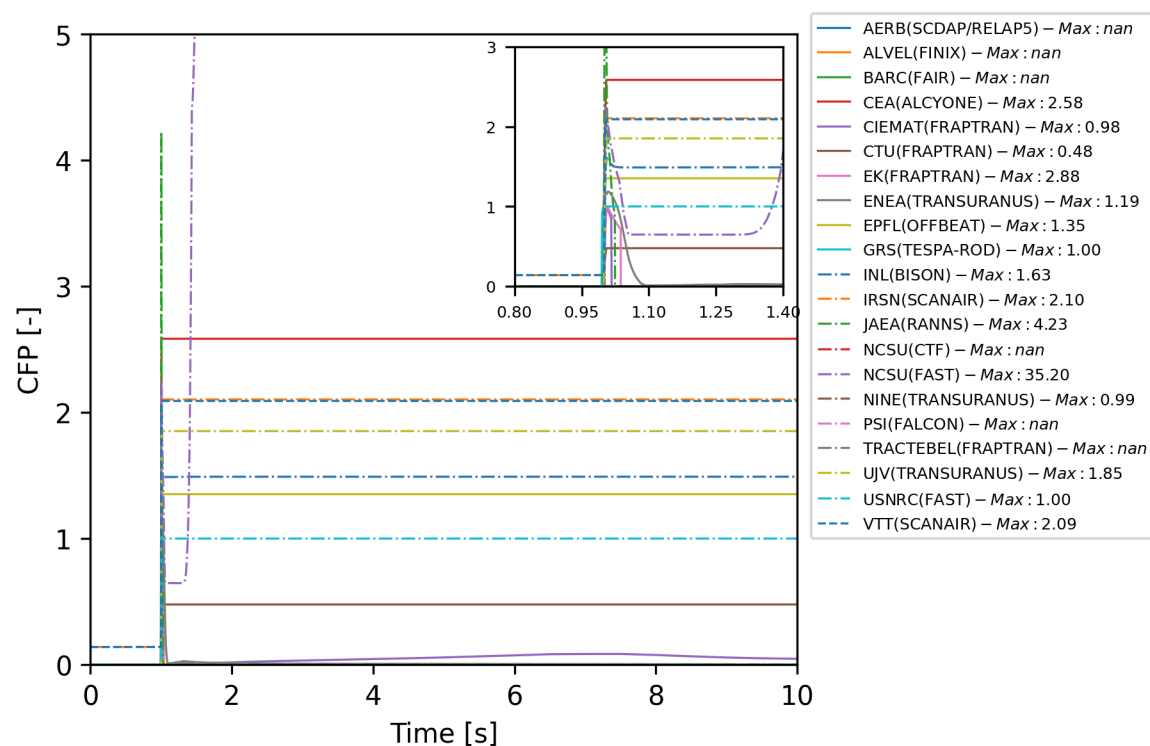 CFP [-]
5
4
3
2
1
0
0
2
4
6
8
10
Time [s]
3
2
1
0
0.80
0.95
1.10
1.25
1.40
AERB(SCDAP/RELAP5) − Max : nan
ALVEL(FINIX) − Max : nan
BARC(FAIR) − Max : nan
CEA(ALCYONE) − Max : 2.58
CIEMAT(FRAPTRAN) − Max : 0.98
CTU(FRAPTRAN) − Max : 0.48
EK(FRAPTRAN) − Max : 2.88
ENEA(TRANSURANUS) − Max : 1.19
EPFL(OFFBEAT) − Max : 1.35
GRS(TESPA-ROD) − Max : 1.00
INL(BISON) − Max : 1.63
IRSN(SCANAIR) − Max : 2.10
JAEA(RANNS) − Max : 4.23
NCSU(CTF) − Max : nan
NCSU(FAST) − Max : 35.20
NINE(TRANSURANUS) − Max : 0.99
PSI(FALCON) − Max : nan
TRACTEBEL(FRAPTRAN) − Max : nan
UJV(TRANSURANUS) − Max : 1.85
USNRC(FAST) − Max : 1.00
VTT(SCANAIR) − Max : 2.09